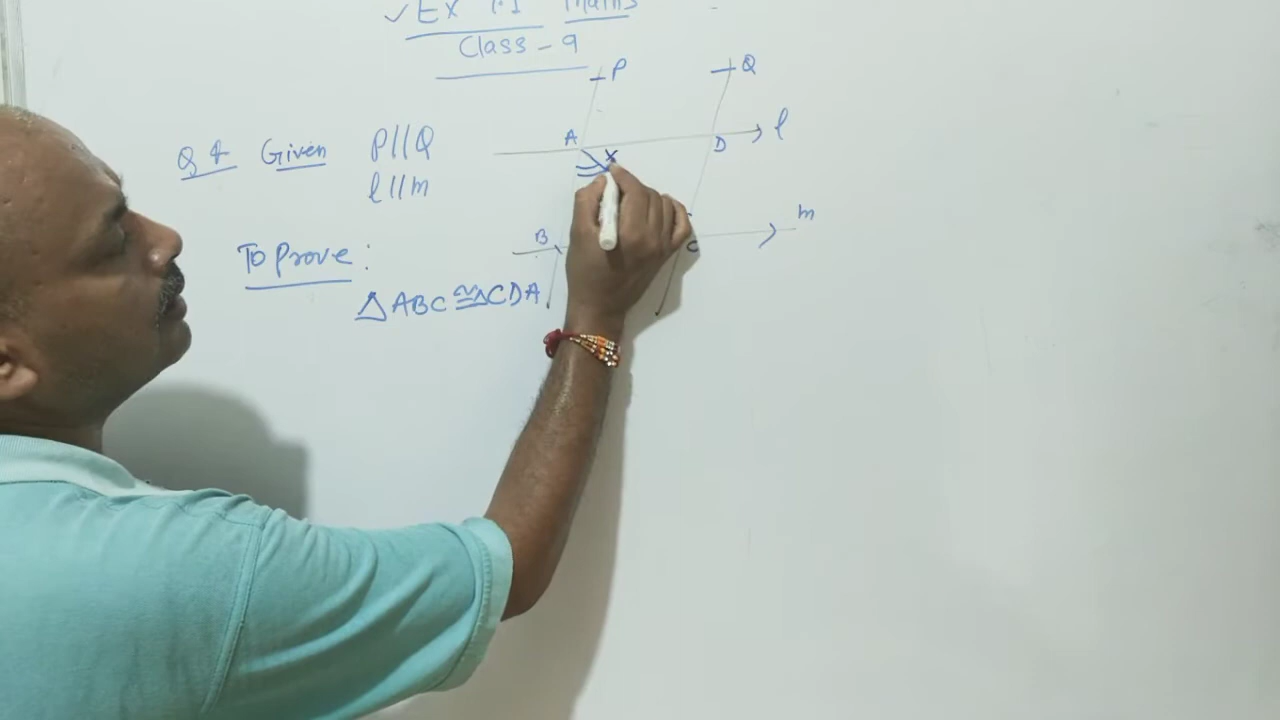 ✓Ex 7.1 Maths
Class - 9
P
Q
A
l
D
x
Q 4 Given P||Q
l||m
m
B
C
To Prove :
△ABC ≅ △CDA